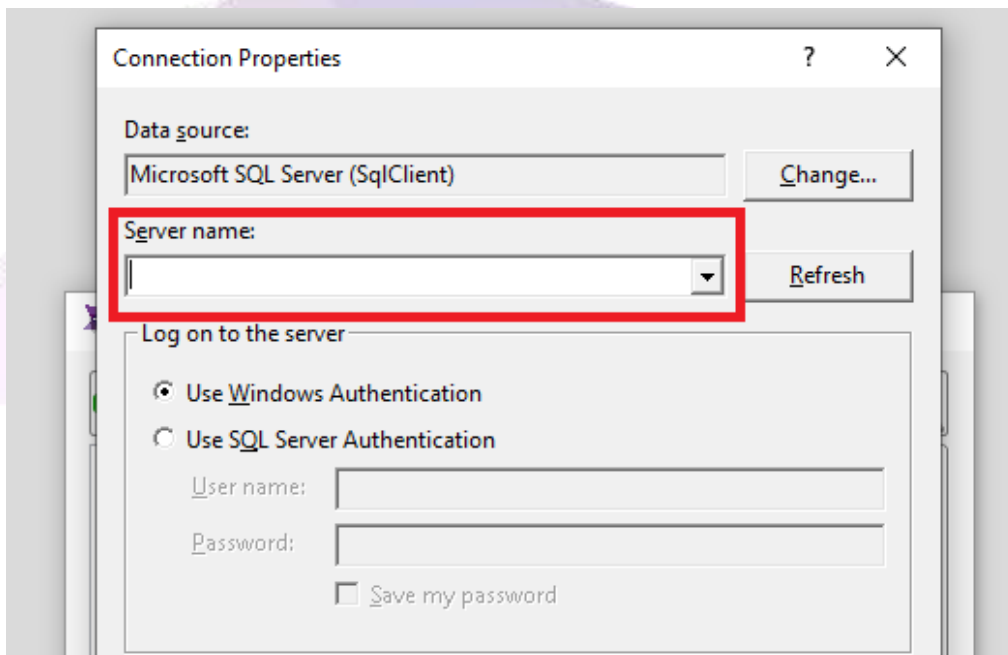 Connection Properties ? ×
Data source:
Microsoft SQL Server (SqlClient) Change...
Server name:
Refresh
Log on to the server
Use Windows Authentication
Use SQL Server Authentication
User name:
Password:
Save my password